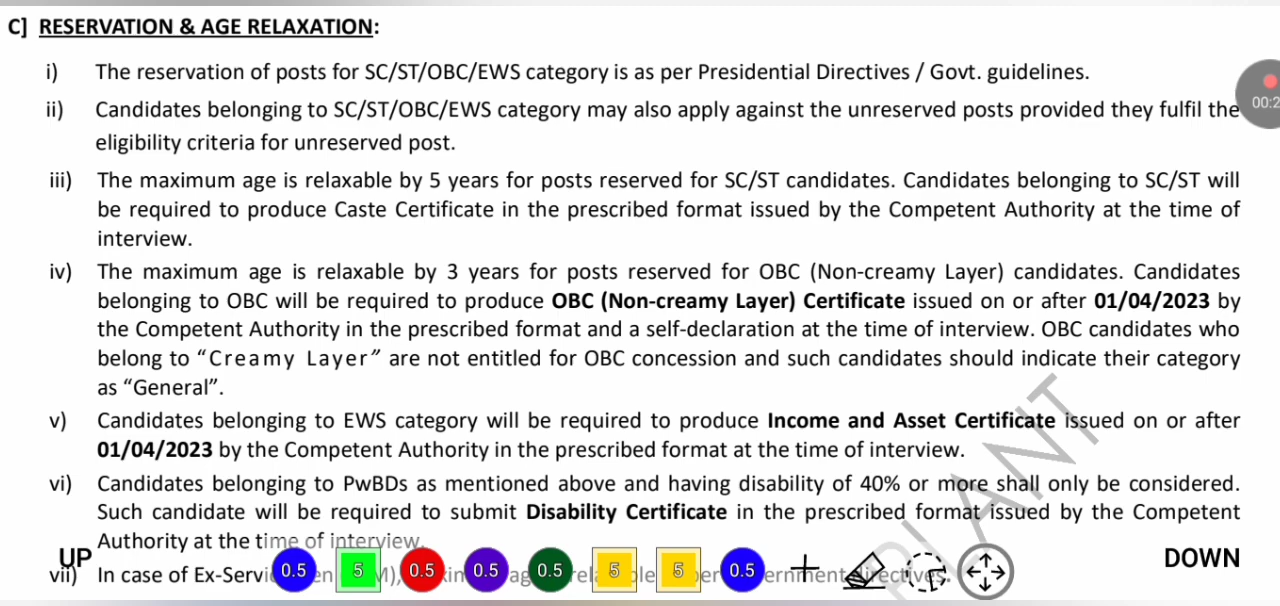 C] RESERVATION & AGE RELAXATION:
i) The reservation of posts for SC/ST/OBC/EWS category is as per Presidential Directives / Govt. guidelines.
ii) Candidates belonging to SC/ST/OBC/EWS category may also apply against the unreserved posts provided they fulfil the
00:2
eligibility criteria for unreserved post.
iii) The maximum age is relaxable by 5 years for posts reserved for SC/ST candidates. Candidates belonging to SC/ST will
be required to produce Caste Certificate in the prescribed format issued by the Competent Authority at the time of
interview.
iv) The maximum age is relaxable by 3 years for posts reserved for OBC (Non-creamy Layer) candidates. Candidates
belonging to OBC will be required to produce OBC (Non-creamy Layer) Certificate issued on or after 01/04/2023 by
the Competent Authority in the prescribed format and a self-declaration at the time of interview. OBC candidates who
belong to “Creamy Layer” are not entitled for OBC concession and such candidates should indicate their category
as “General”.
v) Candidates belonging to EWS category will be required to produce Income and Asset Certificate issued on or after
01/04/2023 by the Competent Authority in the prescribed format at the time of interview.
vi) Candidates belonging to PwBDs as mentioned above and having disability of 40% or more shall only be considered.
Such candidate will be required to submit Disability Certificate in the prescribed format issued by the Competent
Authority at the time of interview.
vii) In case of Ex-Servi
UP 0.5 5 0.5 0.5 0.5 5 5 0.5 DOWN
PLANT